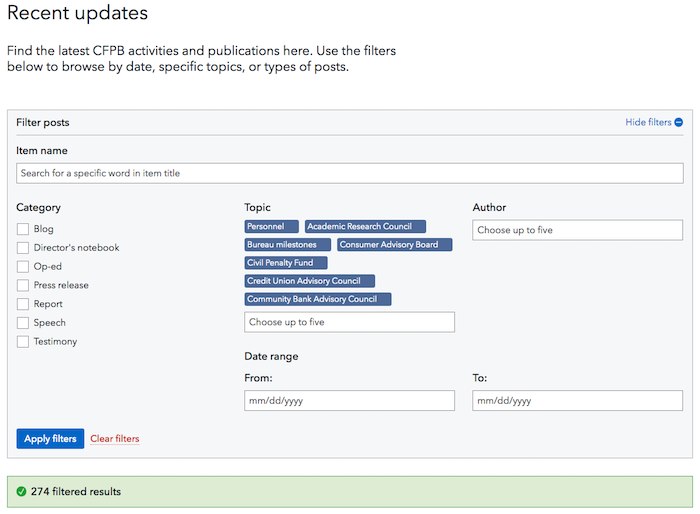 Recent updates
Find the latest CFPB activities and publications here. Use the filters
below to browse by date, specific topics, or types of posts.
Filter posts
Hide filters
Item name
Search for a specific word in item title
Category
Blog
Director's notebook
Op-ed
Press release
Report
Speech
Testimony
Topic
Personnel Academic Research Council
Bureau milestones Consumer Advisory Board
Civil Penalty Fund
Credit Union Advisory Council
Community Bank Advisory Council
Choose up to five
Author
Choose up to five
Date range
From:
mm/dd/yyyy
To:
mm/dd/yyyy
Apply filters Clear filters
274 filtered results